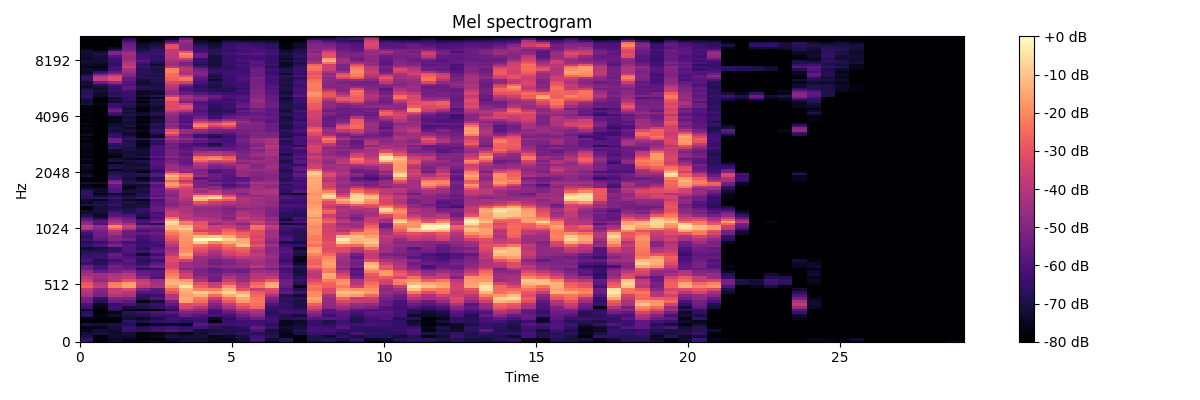 Mel spectrogram
Hz
8192
4096
2048
1024
512
0
0 5 10 15 20 25
Time
+0 dB
-10 dB
-20 dB
-30 dB
-40 dB
-50 dB
-60 dB
-70 dB
-80 dB